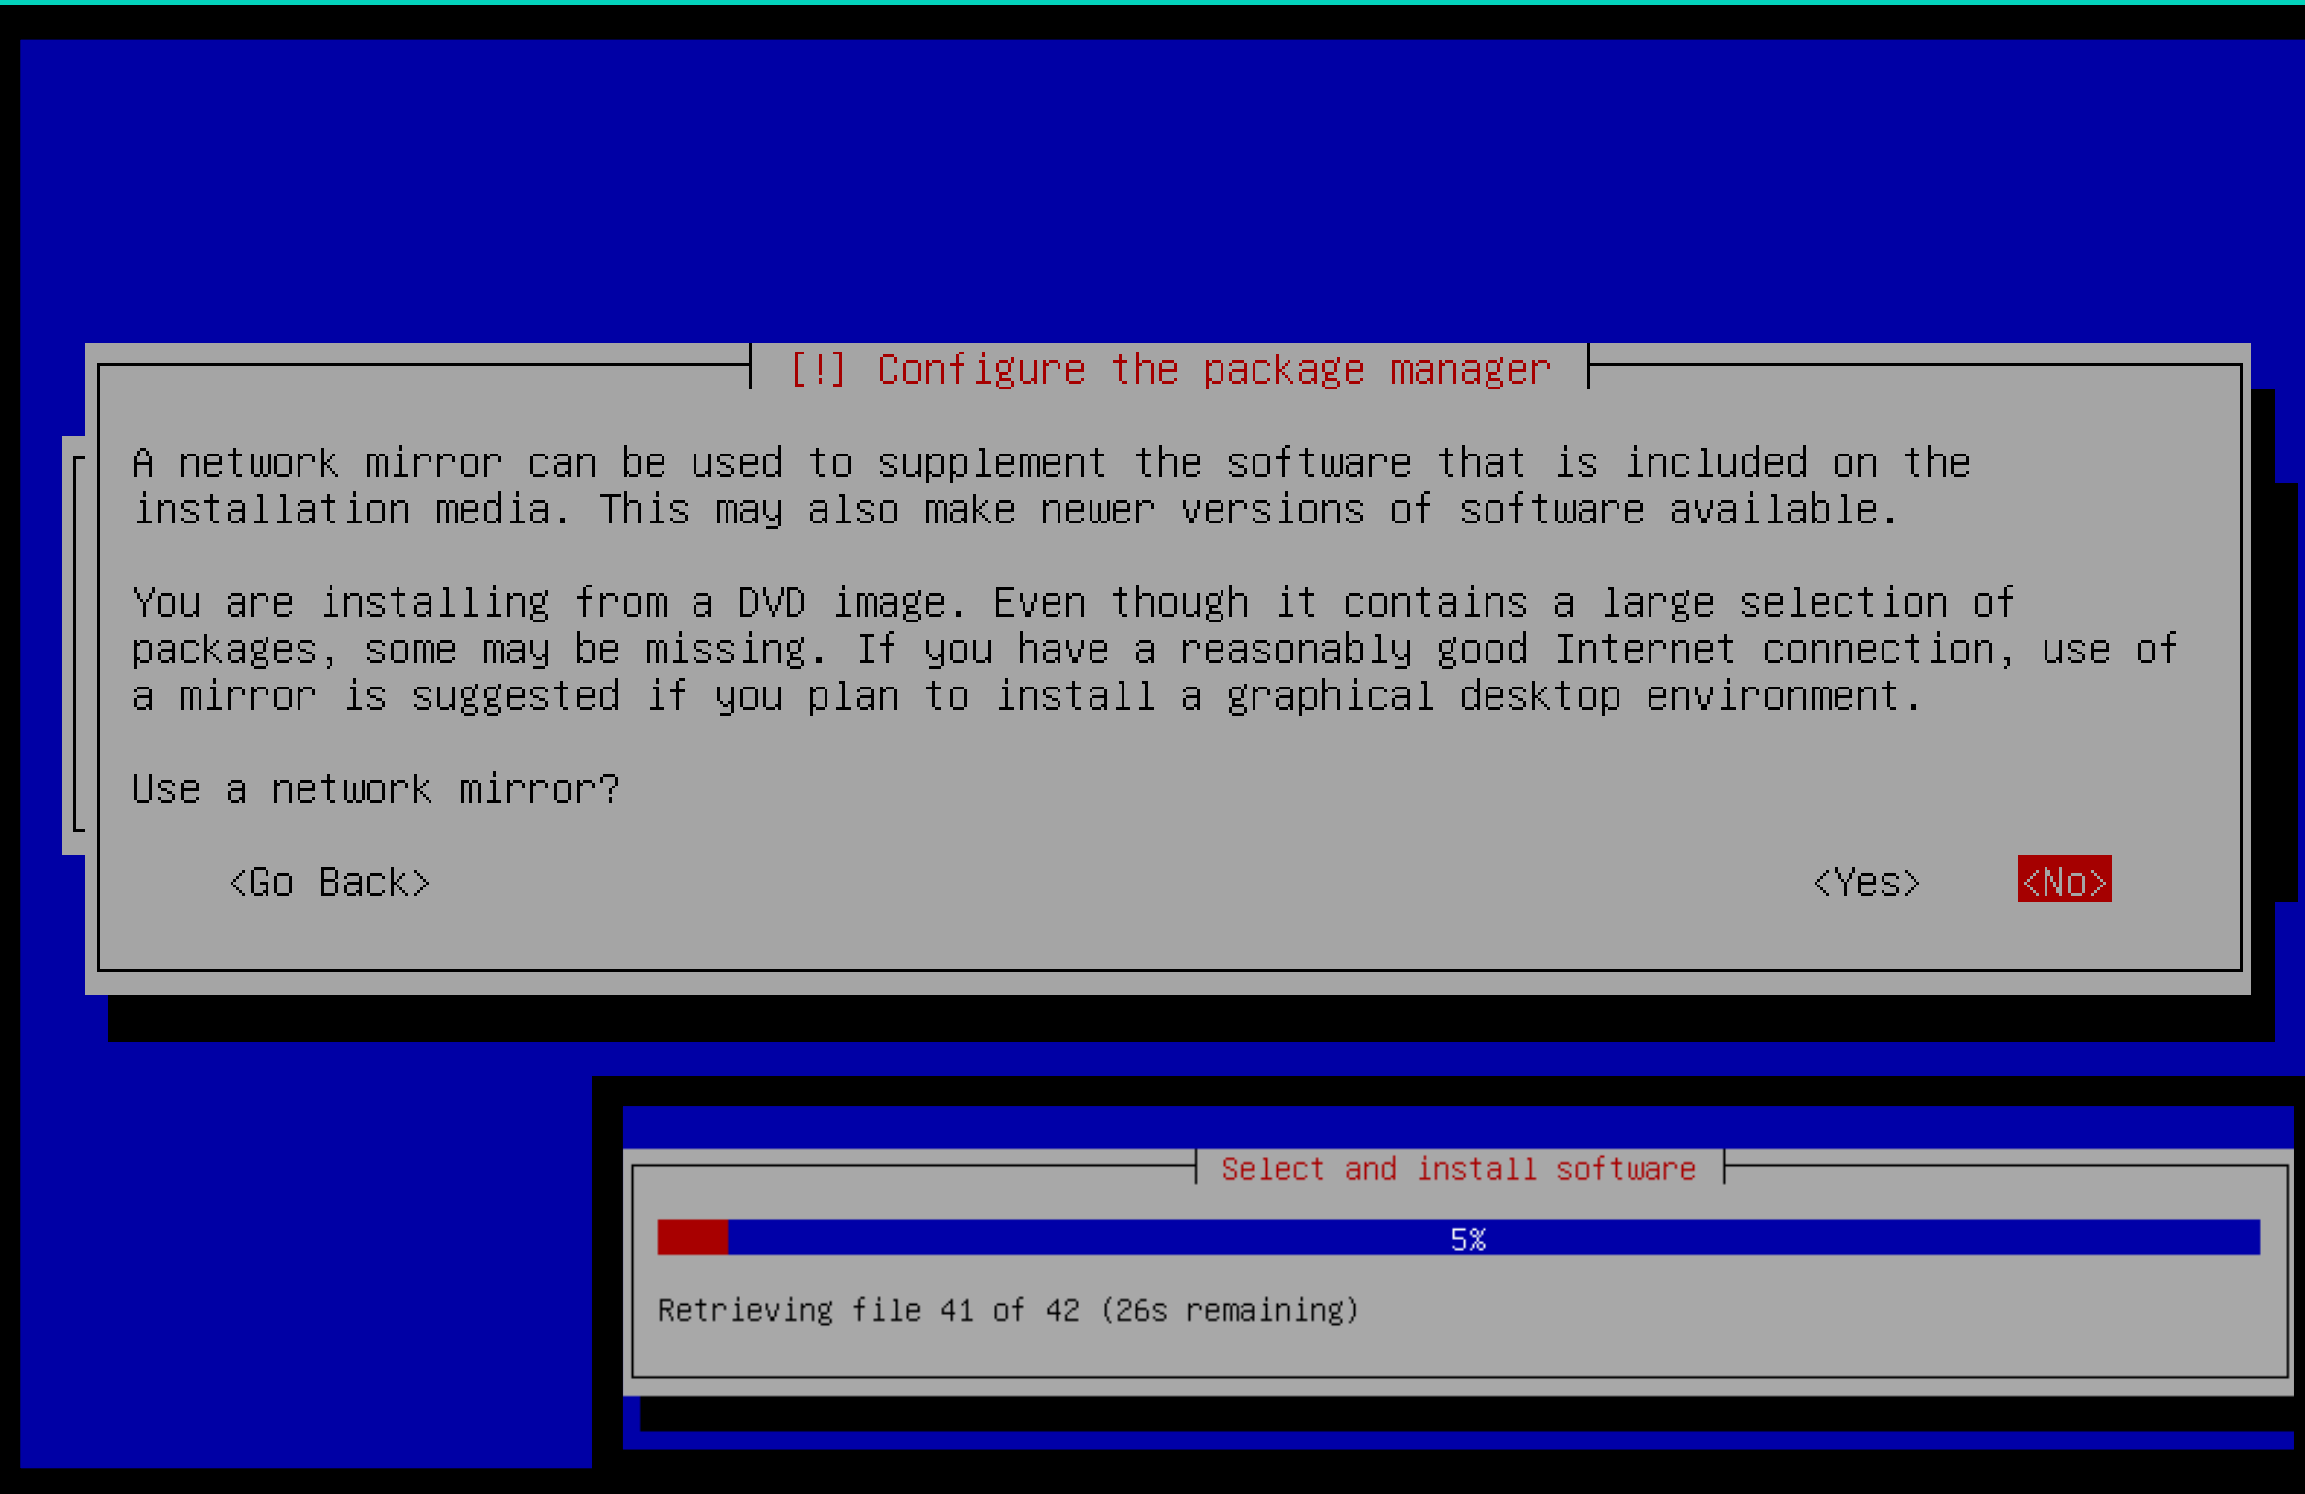 [!] Configure the package manager
A network mirror can be used to supplement the software that is included on the
installation media. This may also make newer versions of software available.
You are installing from a DVD image. Even though it contains a large selection of
packages, some may be missing. If you have a reasonably good Internet connection, use of
a mirror is suggested if you plan to install a graphical desktop environment.
Use a network mirror?
<Go Back> <Yes> <No>
Select and install software
5%
Retrieving file 41 of 42 (26s remaining)